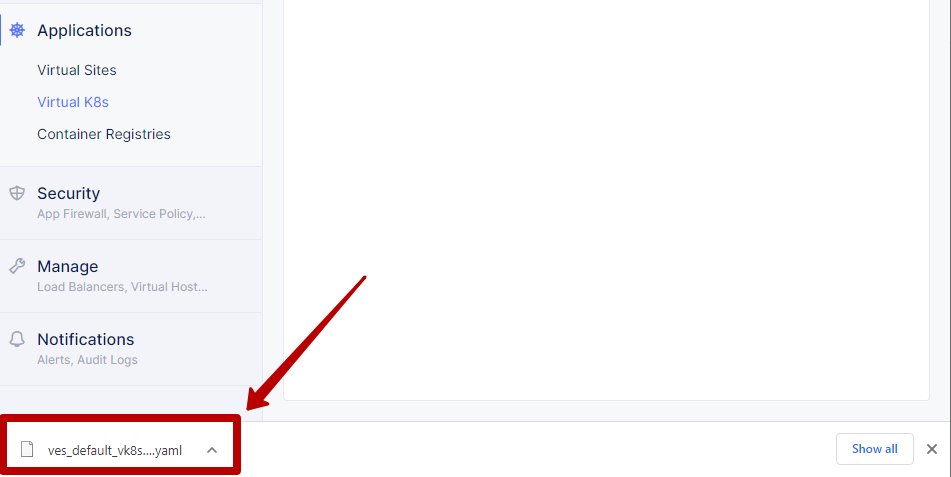 Applications
Virtual Sites
Virtual K8s
Container Registries
Security
App Firewall, Service Policy,...
Manage
Load Balancers, Virtual Host...
Notifications
Alerts, Audit Logs
ves_default_vk8s....yaml
Show all